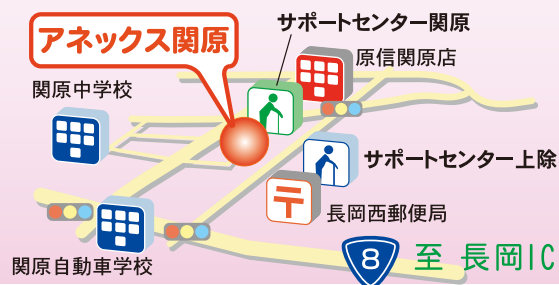 サポートセンター関原
アネックス関原
原信関原店
関原中学校
サポートセンター上除
長岡西郵便局
関原自動車学校
8
至 長岡IC